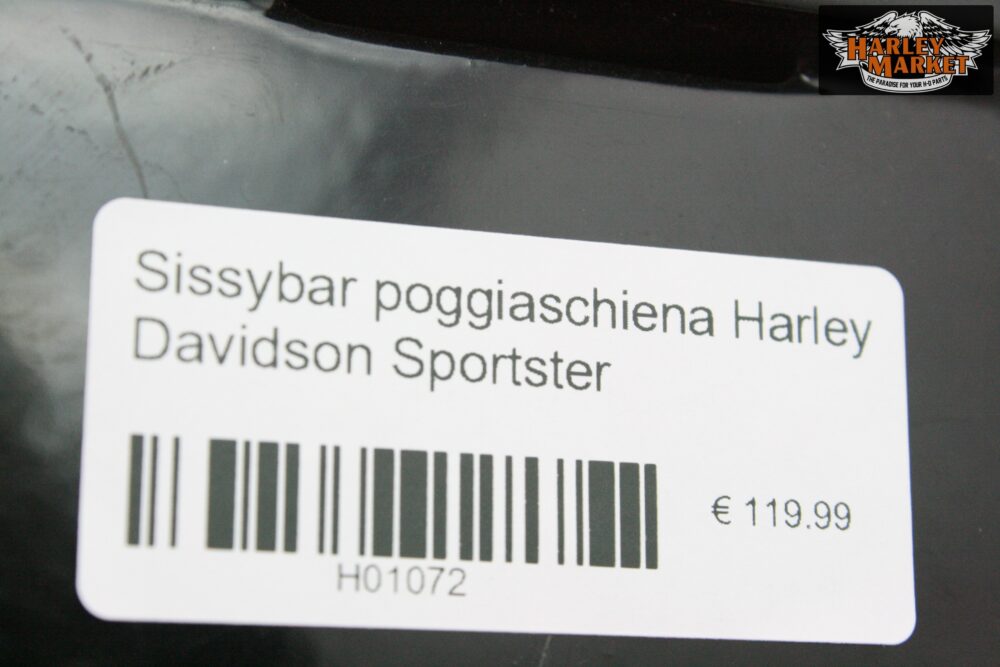 HARLEY
MARKET
THE PARADISE FOR YOUR H-D PARTS
Sissybar poggiaschiena Harley
Davidson Sportster
€ 119.99
H01072